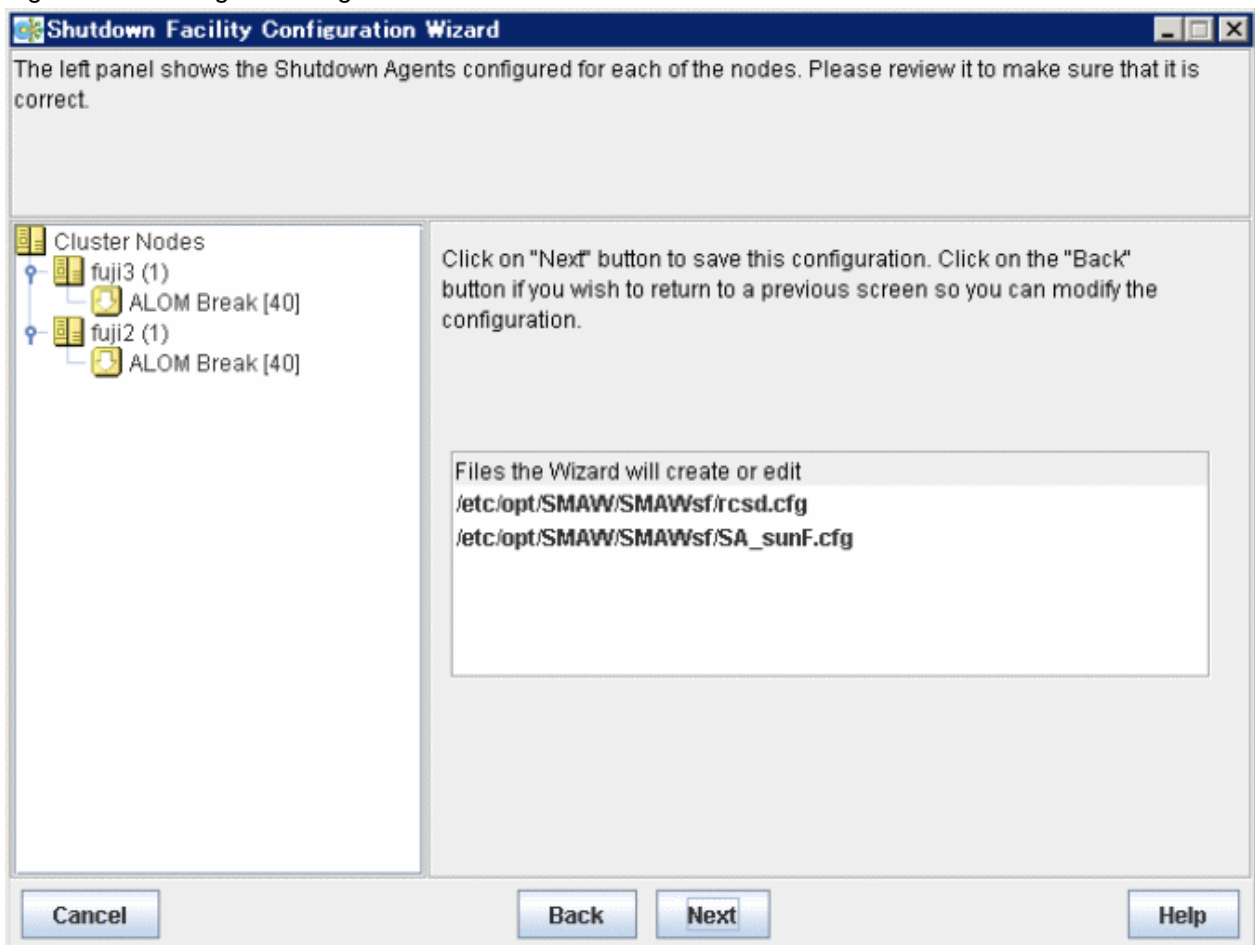 Shutdown Facility Configuration Wizard
The left panel shows the Shutdown Agents configured for each of the nodes. Please review it to make sure that it is
correct.
Cluster Nodes
fuji3 (1)
ALOM Break [40]
fuji2 (1)
ALOM Break [40]
Click on "Next" button to save this configuration. Click on the "Back"
button if you wish to return to a previous screen so you can modify the
configuration.
Files the Wizard will create or edit
/etc/opt/SMAW/SMAWsf/rcsd.cfg
/etc/opt/SMAW/SMAWsf/SA_sunF.cfg
Cancel
Back
Next
Help